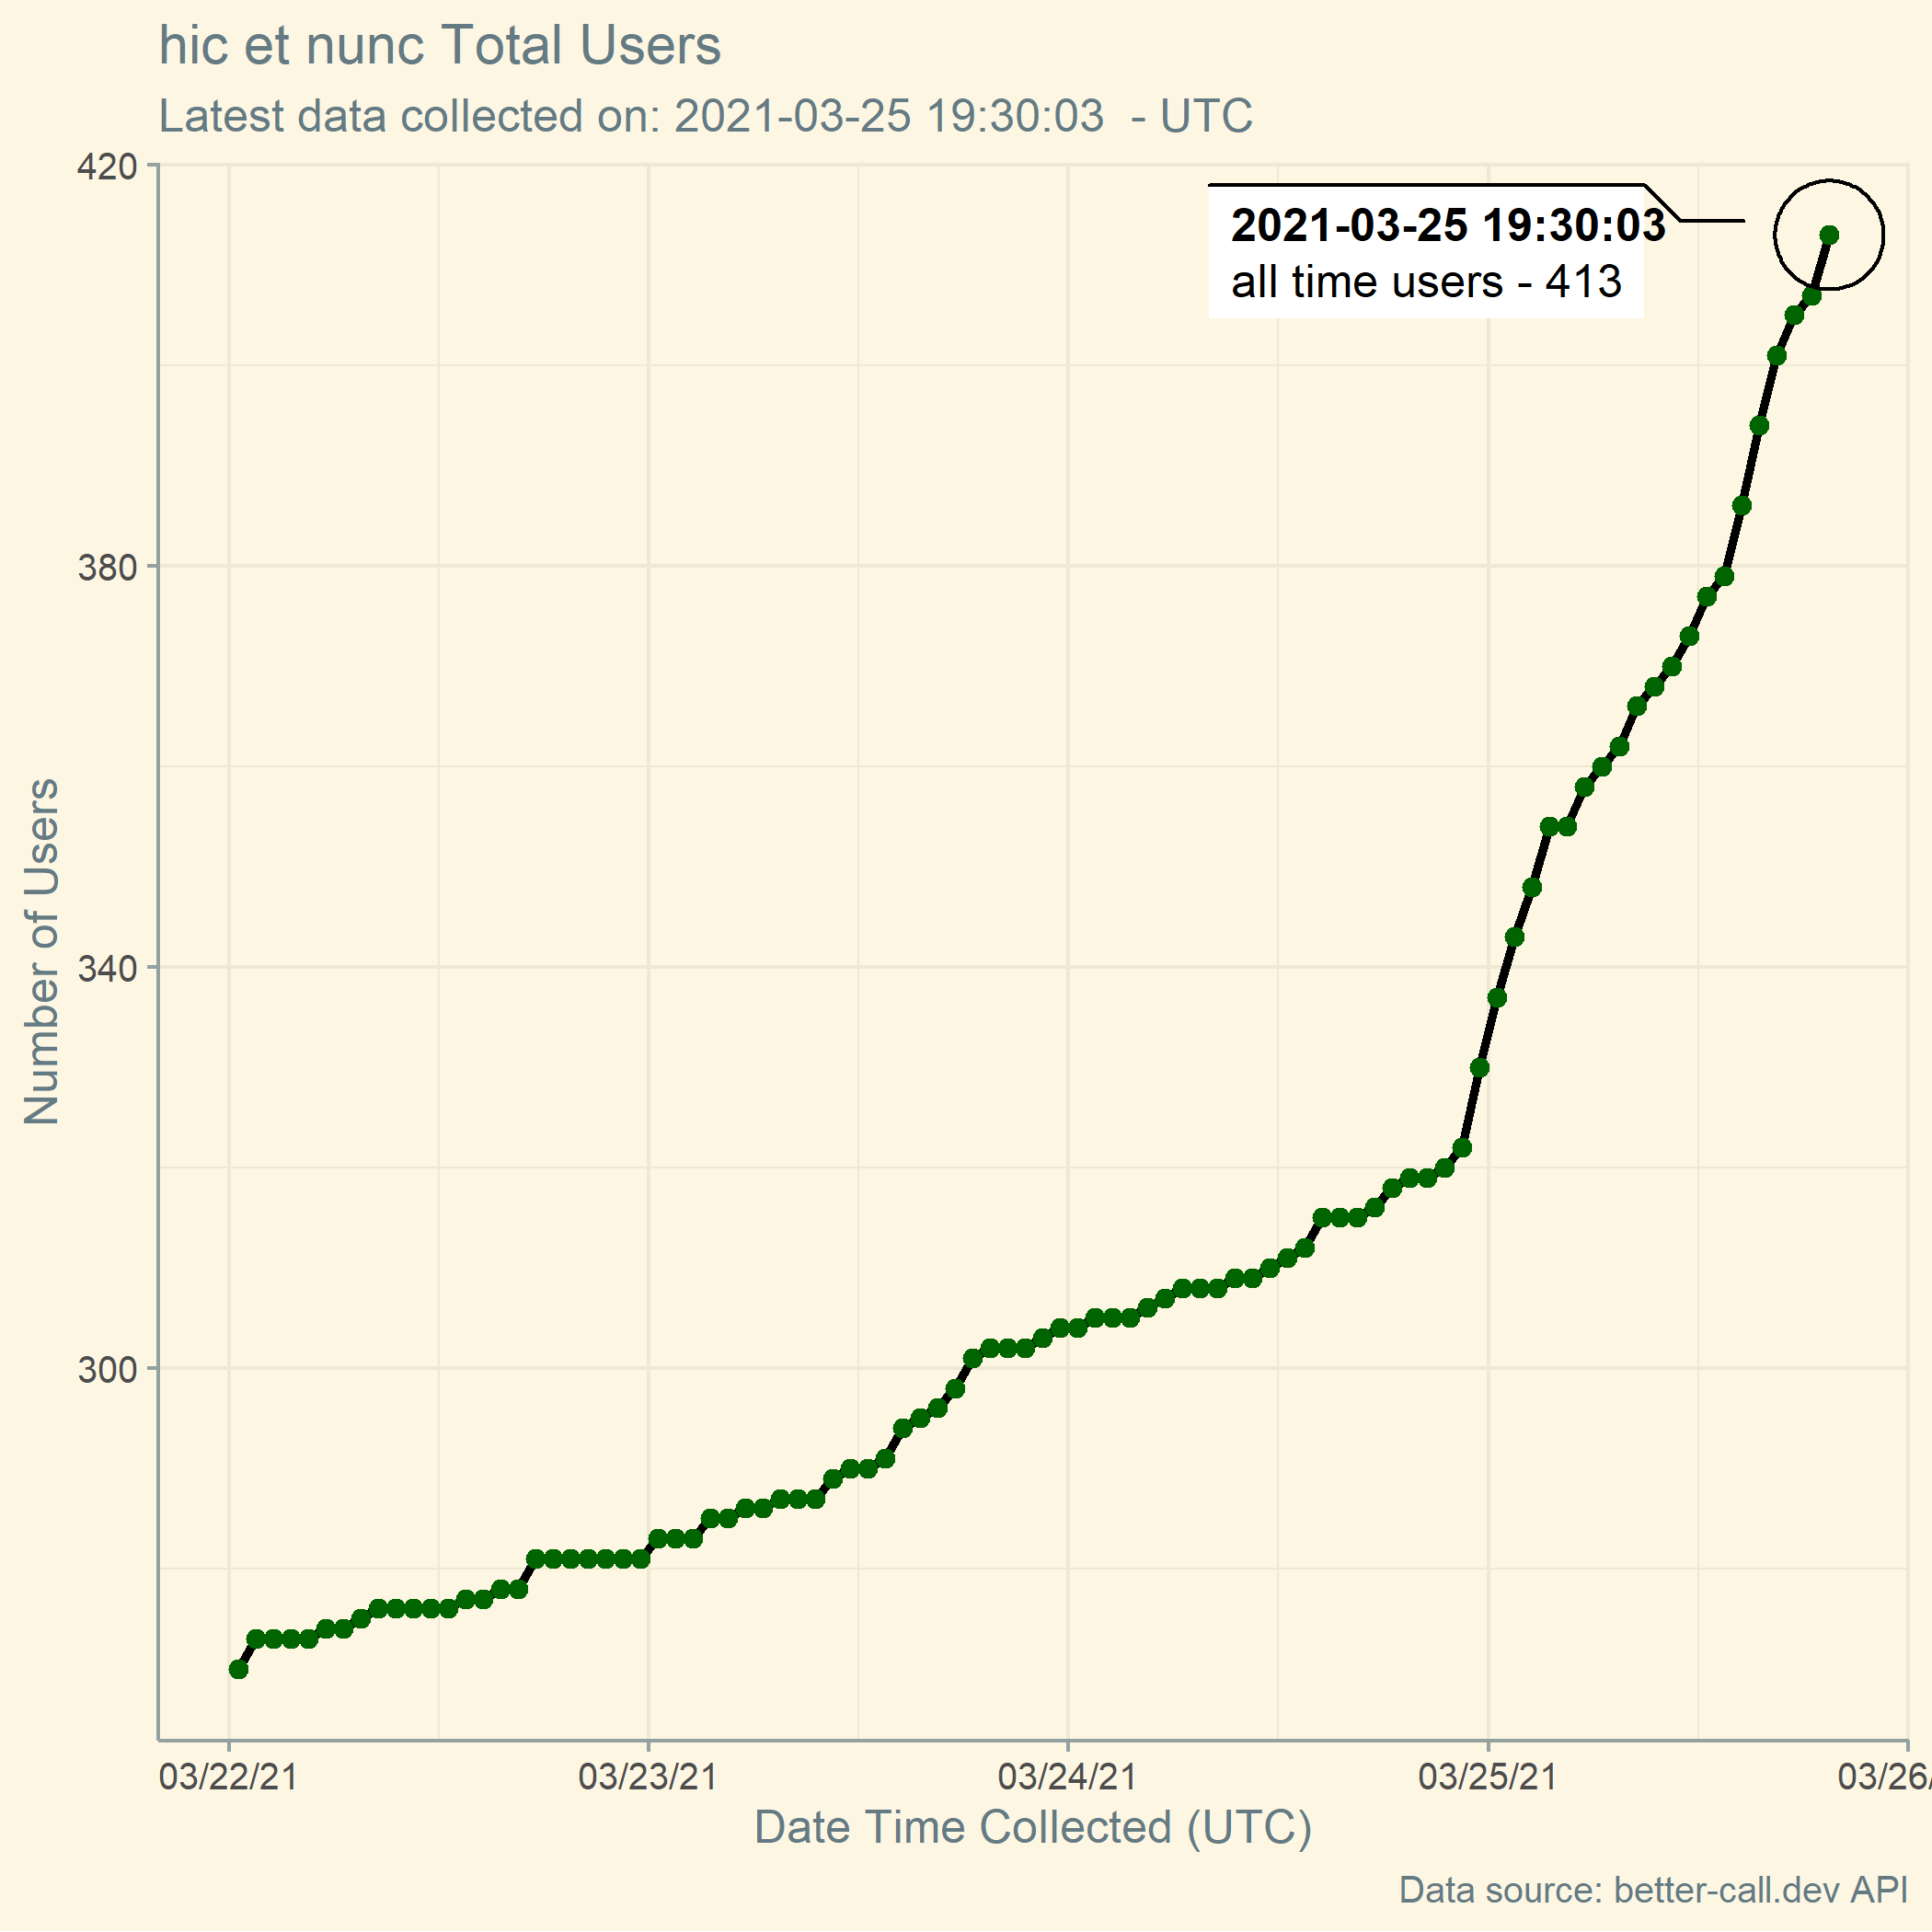 hic et nunc Total Users
Latest data collected on: 2021-03-25 19:30:03  - UTC
420
2021-03-25 19:30:03
all time users - 413
380
Number of Users
340
300
03/22/21
03/23/21
03/24/21
03/25/21
03/26/
Date Time Collected (UTC)
Data source: better-call.dev API